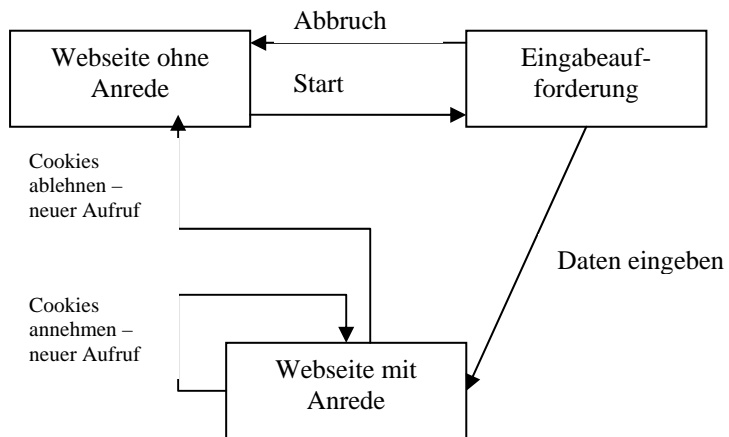 Abbruch
Webseite ohne
Anrede
Start
Eingabeauf-
forderung
Cookies
ablehnen –
neuer Aufruf
Daten eingeben
Cookies
annehmen –
neuer Aufruf
Webseite mit
Anrede